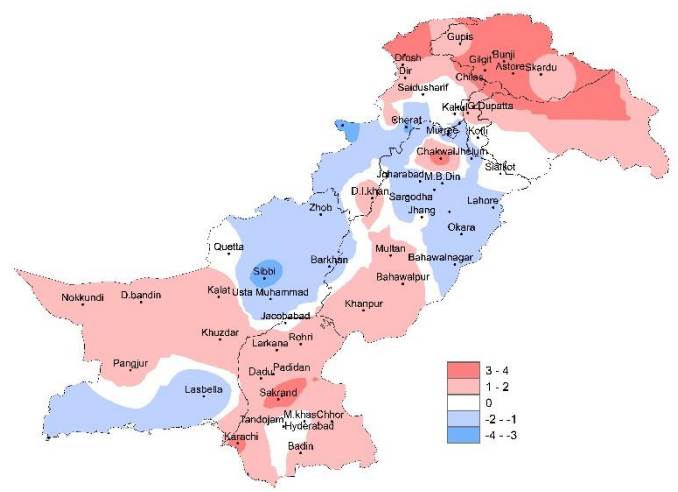 Gupis
Drosh
Gilgit
Bunji
Astore
Skardu
Dir
Chilas
Saidusharif
Kakul
G.Dupatta
Cherat
Murree
Kotli
Chakwal
Jhelum
Sialkot
Joharabad
M.B.Din
D.I.khan
Sargodha
Zhob
Jhang
Lahore
Okara
Quetta
Multan
Sibbi
Barkhan
Bahawalnagar
Bahawalpur
Nokkundi
D.bandin
Kalat
Usta Muhammad
Khanpur
Jacobabad
Khuzdar
Larkana
Rohri
Pangjur
Dadu
Padidan
Lasbella
Sakrand
Tandojam
M.khas
Chhor
Hyderabad
Karachi
Badin
3 - 4
1 - 2
0
-2 - -1
-4 - -3